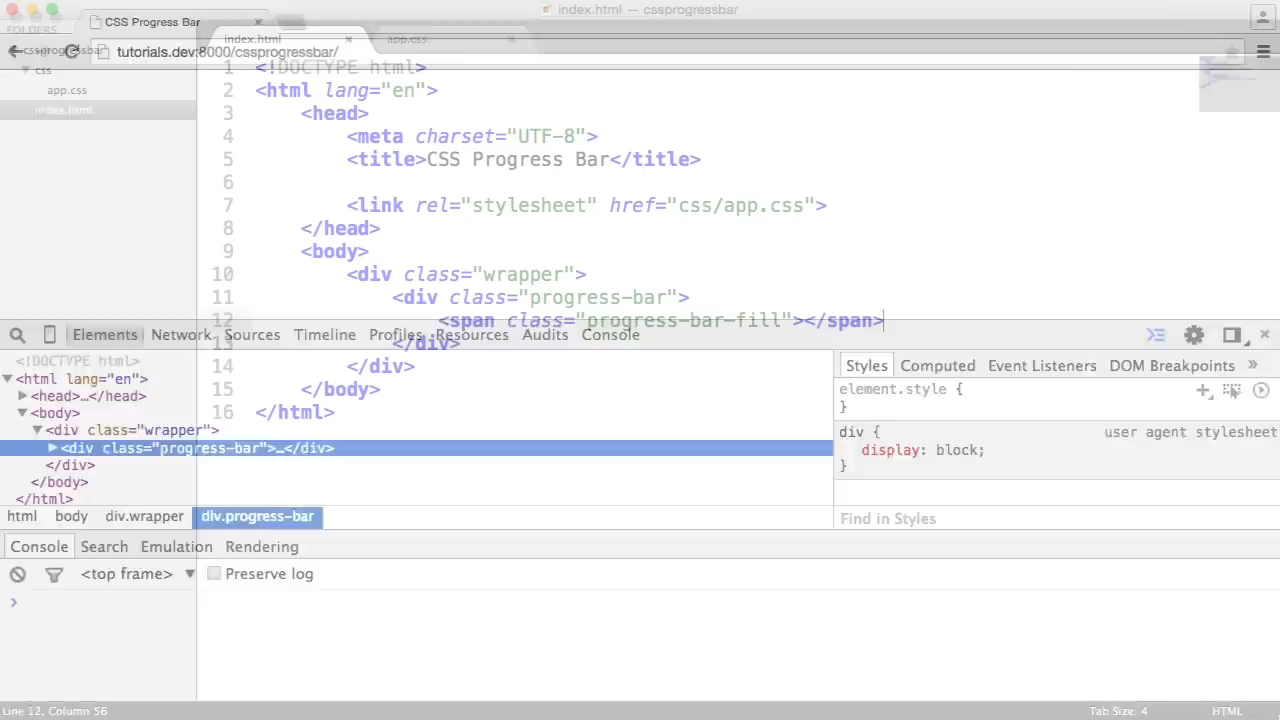 index.html — cssprogressbar
CSS Progress Bar
FOLDERS
index.html
app.css
cssprogressbar
tutorials.dev:8000/cssprogressbar/
css
app.css
index.html
1 <!DOCTYPE html>
2 <html lang="en">
3 <head>
4 <meta charset="UTF-8">
5 <title>CSS Progress Bar</title>
6
7 <link rel="stylesheet" href="css/app.css">
8 </head>
9 <body>
10 <div class="wrapper">
11 <div class="progress-bar">
12 <span class="progress-bar-fill"></span>
13 </div>
14 </div>
15 </body>
16 </html>
Elements Network Sources Timeline Profiles Resources Audits Console
<!DOCTYPE html>
<html lang="en">
<head>…</head>
<body>
<div class="wrapper">
<div class="progress-bar">…</div>
</div>
</body>
</html>
html body div.wrapper div.progress-bar
Styles Computed Event Listeners DOM Breakpoints »
element.style {
}
div { user agent stylesheet
display: block;
}
Find in Styles
Console Search Emulation Rendering
<top frame> Preserve log
Line 12, Column 56
Tab Size: 4 HTML